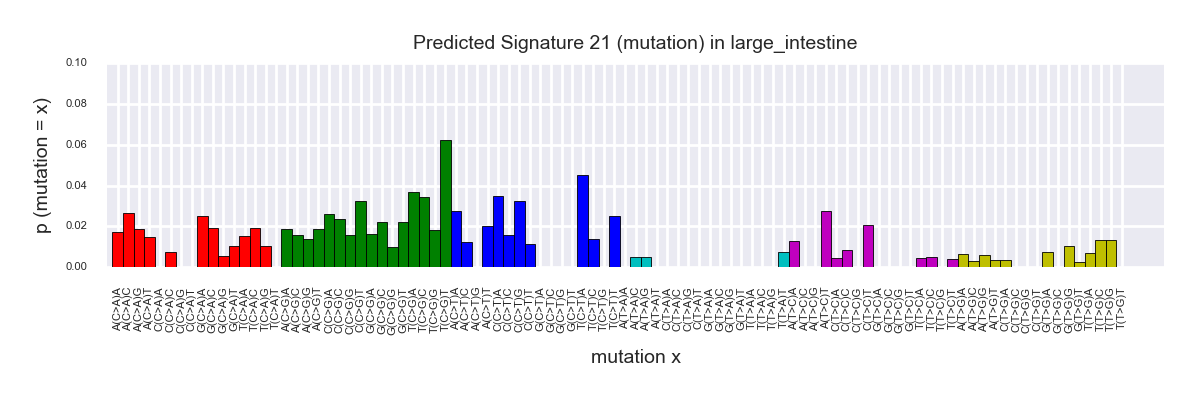 Predicted Signature 21 (mutation) in large_intestine
p (mutation = x)
0.10
0.08
0.06
0.04
0.02
0.00
A(C>A)A
A(C>A)C
A(C>A)G
A(C>A)T
C(C>A)A
C(C>A)C
C(C>A)G
C(C>A)T
G(C>A)A
G(C>A)C
G(C>A)G
G(C>A)T
T(C>A)A
T(C>A)C
T(C>A)G
T(C>A)T
A(C>G)A
A(C>G)C
A(C>G)G
A(C>G)T
C(C>G)A
C(C>G)C
C(C>G)G
C(C>G)T
G(C>G)A
G(C>G)C
G(C>G)G
G(C>G)T
T(C>G)A
T(C>G)C
T(C>G)G
T(C>G)T
A(C>T)A
A(C>T)C
A(C>T)G
A(C>T)T
C(C>T)A
C(C>T)C
C(C>T)G
C(C>T)T
G(C>T)A
G(C>T)C
G(C>T)G
G(C>T)T
T(C>T)A
T(C>T)C
T(C>T)G
T(C>T)T
A(T>A)A
A(T>A)C
A(T>A)G
A(T>A)T
C(T>A)A
C(T>A)C
C(T>A)G
C(T>A)T
G(T>A)A
G(T>A)C
G(T>A)G
G(T>A)T
T(T>A)A
T(T>A)C
T(T>A)G
T(T>A)T
A(T>C)A
A(T>C)C
A(T>C)G
A(T>C)T
C(T>C)A
C(T>C)C
C(T>C)G
C(T>C)T
G(T>C)A
G(T>C)C
G(T>C)G
G(T>C)T
T(T>C)A
T(T>C)C
T(T>C)G
T(T>C)T
A(T>G)A
A(T>G)C
A(T>G)G
A(T>G)T
C(T>G)A
C(T>G)C
C(T>G)G
C(T>G)T
G(T>G)A
G(T>G)C
G(T>G)G
G(T>G)T
T(T>G)A
T(T>G)C
T(T>G)G
T(T>G)T
mutation x